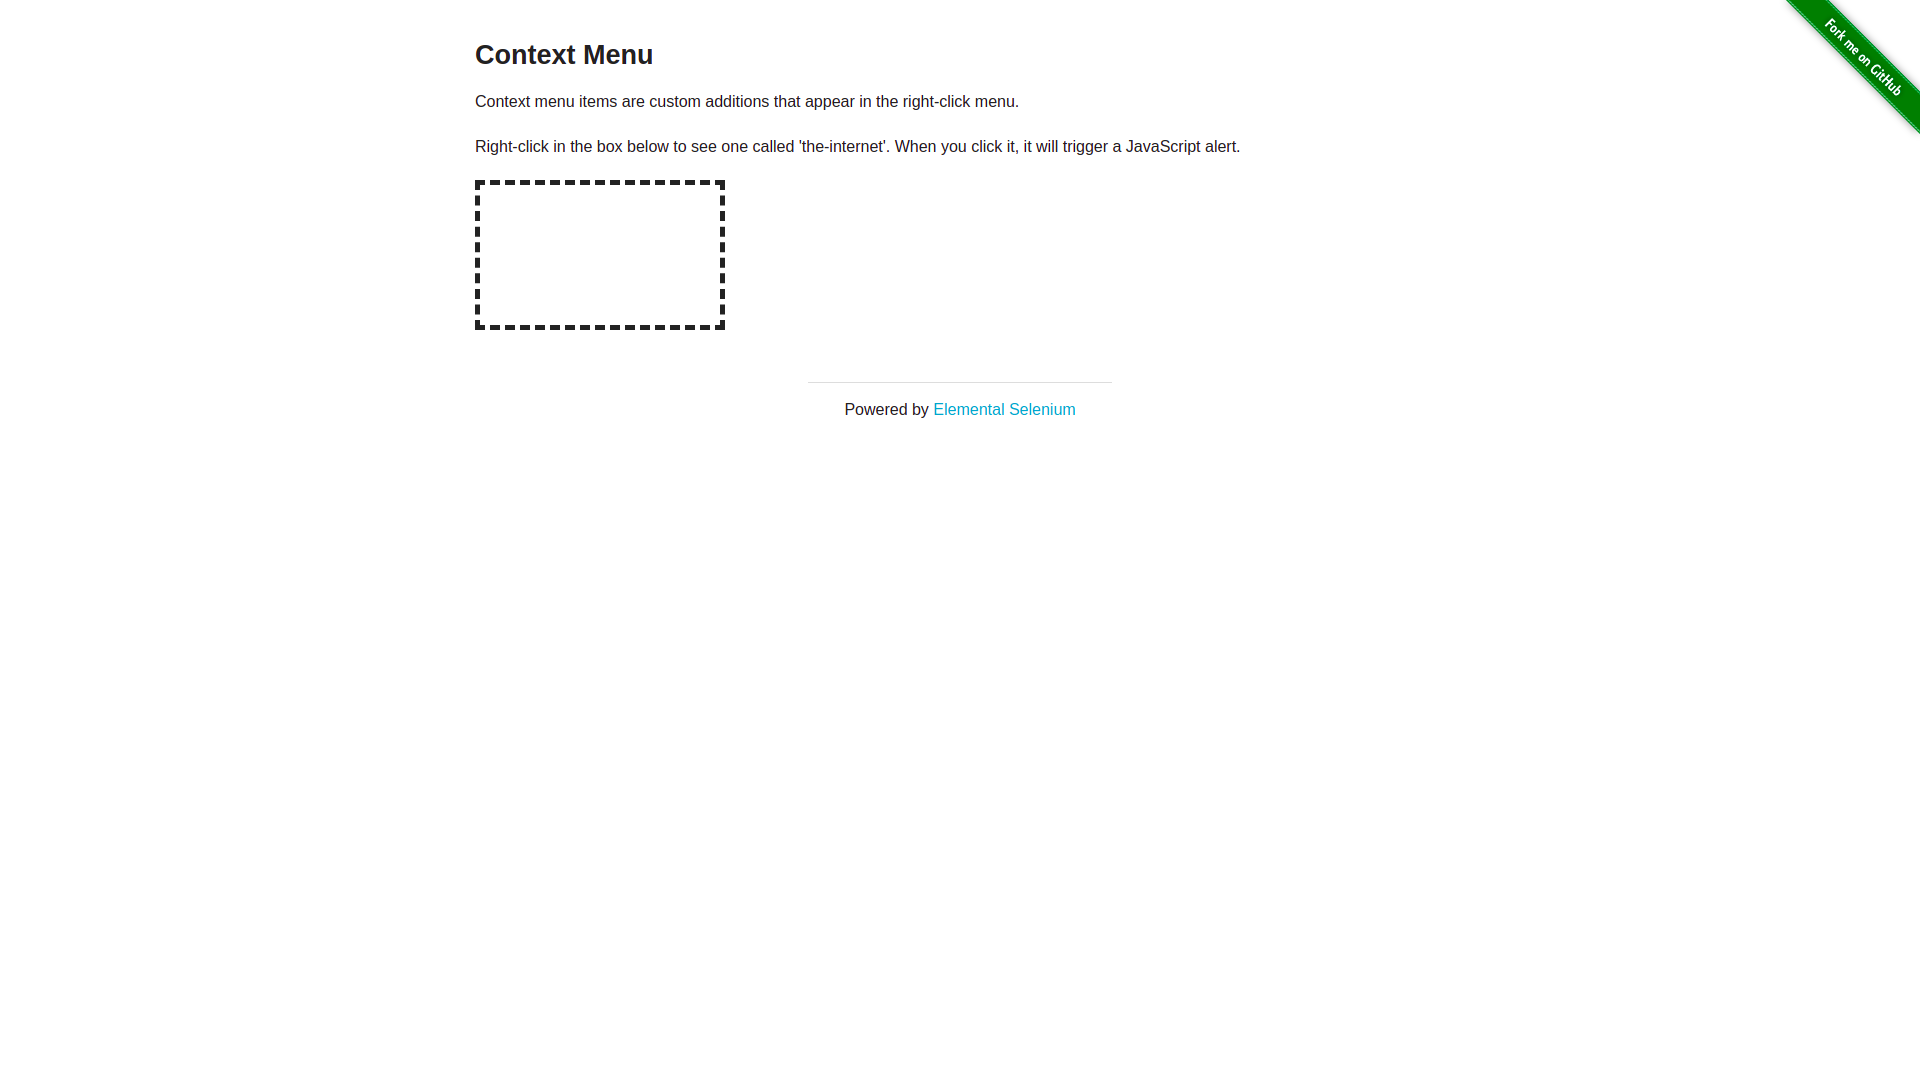 Context Menu
Fork me on GitHub
Context menu items are custom additions that appear in the right-click menu.
Right-click in the box below to see one called 'the-internet'. When you click it, it will trigger a JavaScript alert.
Powered by Elemental Selenium